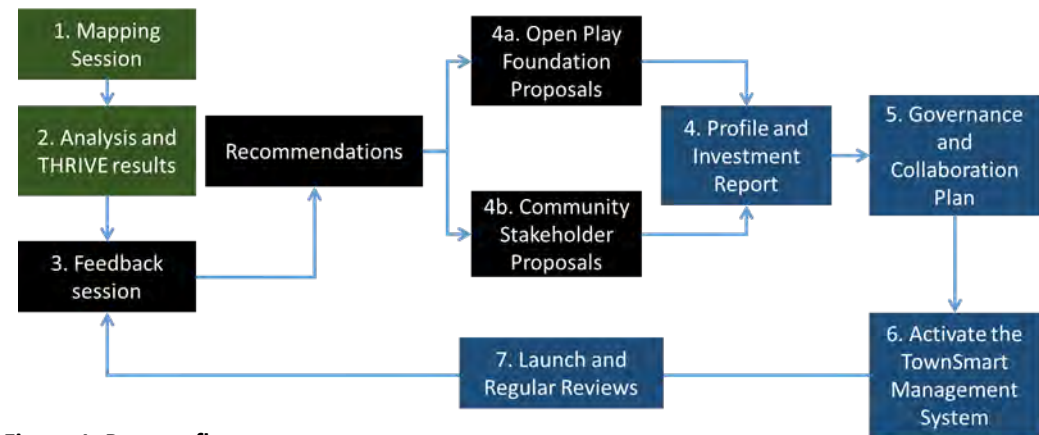 1. Mapping
Session
2. Analysis and
THRIVE results
3. Feedback
session
Recommendations
4a. Open Play
Foundation
Proposals
4b. Community
Stakeholder
Proposals
4. Profile and
Investment
Report
5. Governance
and
Collaboration
Plan
6. Activate the
TownSmart
Management
System
7. Launch and
Regular Reviews